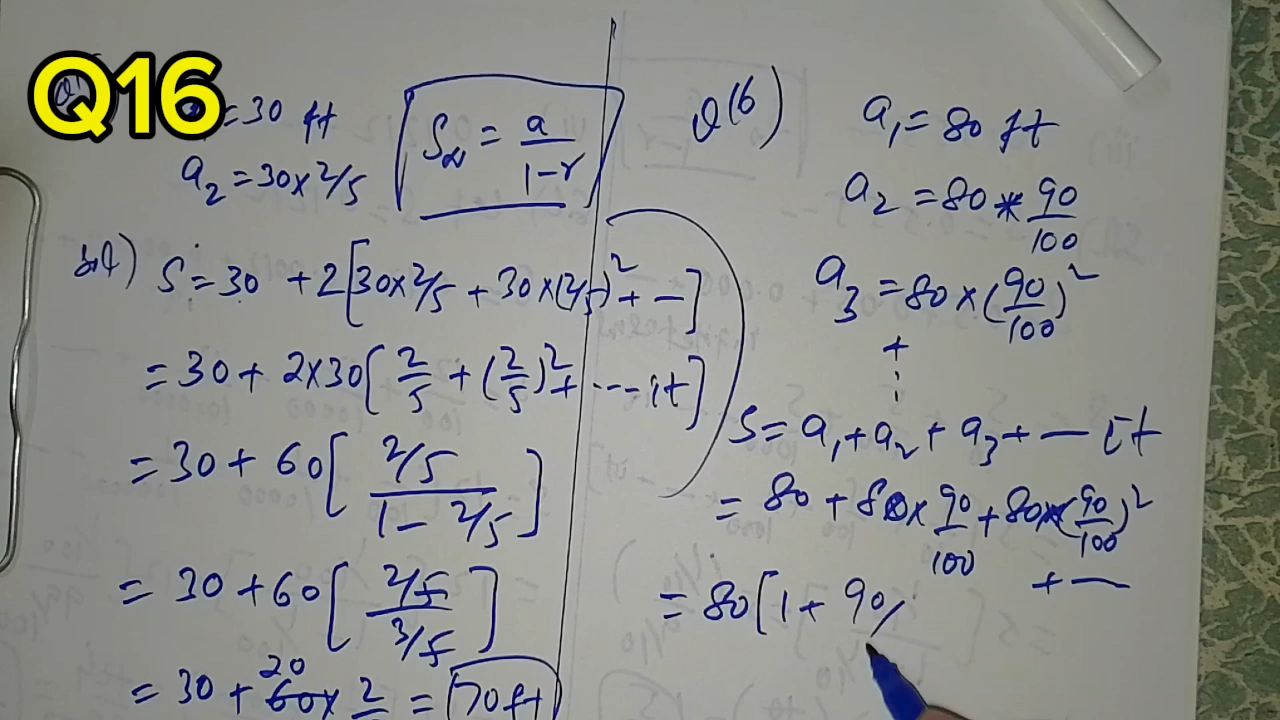 Q16
= 30 ft
a₂ = 30 × 2/5
S∞ = a/(1-r)
S = 30 + 2[30×2/5 + 30×(2/5)² + —]
= 30 + 2×30[2/5 + (2/5)² + ---it]
= 30 + 60[(2/5)/(1 - 2/5)]
= 30 + 60[(2/5)/(3/5)]
= 30 + 60 × 2 = 70 ft
20
Q16)
a₁ = 80 ft
a₂ = 80 * 90/100
a₃ = 80 × (90/100)²
+
S = a₁ + a₂ + a₃ + — it
= 80 + 80 × 90/100 + 80 × (90/100)²
+ —
= 80[1 + 90/